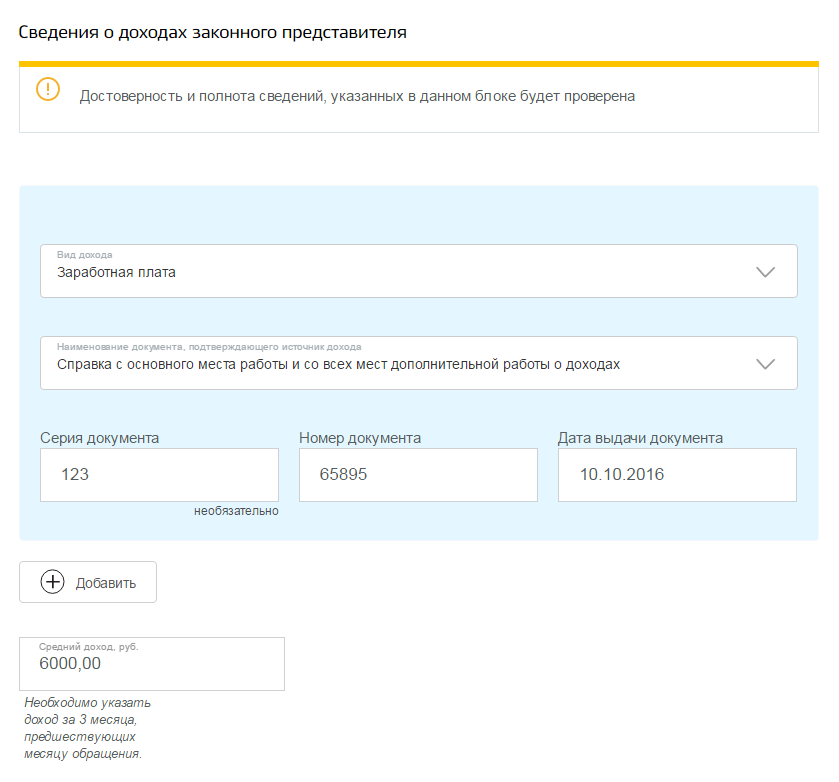 Сведения о доходах законного представителя
Достоверность и полнота сведений, указанных в данном блоке будет проверена
Вид дохода
Заработная плата
Наименование документа, подтверждающего источник дохода
Справка с основного места работы и со всех мест дополнительной работы о доходах
Серия документа Номер документа Дата выдачи документа
123 65895 10.10.2016
необязательно
Добавить
Средний доход, руб.
6000,00
Необходимо указать
доход за 3 месяца,
предшествующих
месяцу обращения.